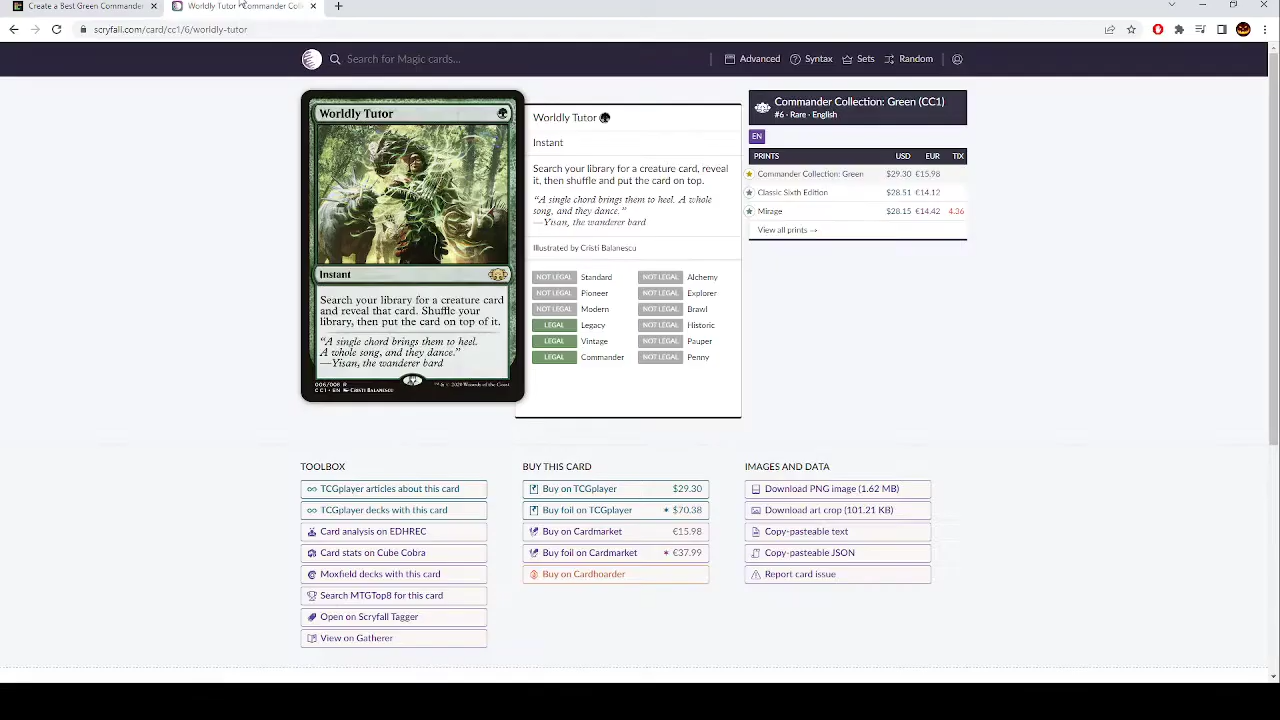 Create a Best Green Commander
Worldly Tutor
scryfall.com/card/cc1/6/worldly-tutor
Search for Magic cards...
Advanced
Syntax
Sets
Random
Worldly Tutor
Instant
Search your library for a creature card
and reveal that card. Shuffle your
library, then put the card on top of it.
"A single chord brings them to heel.
A whole song, and they dance."
—Yisan, the wanderer bard
006/008 R
CC1 • EN Cristi Balanescu
™ & © 2020 Wizards of the Coast
Worldly Tutor
Instant
Search your library for a creature card, reveal
it, then shuffle and put the card on top.
"A single chord brings them to heel. A whole
song, and they dance."
—Yisan, the wanderer bard
Illustrated by Cristi Balanescu
NOT LEGAL Standard NOT LEGAL Alchemy
NOT LEGAL Pioneer NOT LEGAL Explorer
NOT LEGAL Modern NOT LEGAL Brawl
LEGAL Legacy NOT LEGAL Historic
LEGAL Vintage NOT LEGAL Pauper
LEGAL Commander NOT LEGAL Penny
Commander Collection: Green (CC1)
#6 · Rare · English
EN
PRINTS USD EUR TIX
Commander Collection: Green $29.30 €15.98
Classic Sixth Edition $28.51 €14.12
Mirage $28.15 €14.42 4.36
View all prints →
TOOLBOX
TCGplayer articles about this card
TCGplayer decks with this card
Card analysis on EDHREC
Card stats on Cube Cobra
Moxfield decks with this card
Search MTGTop8 for this card
Open on Scryfall Tagger
View on Gatherer
BUY THIS CARD
Buy on TCGplayer $29.30
Buy foil on TCGplayer $70.38
Buy on Cardmarket €15.98
Buy foil on Cardmarket €37.99
Buy on Cardhoarder
IMAGES AND DATA
Download PNG image (1.62 MB)
Download art crop (101.21 KB)
Copy-pasteable text
Copy-pasteable JSON
Report card issue